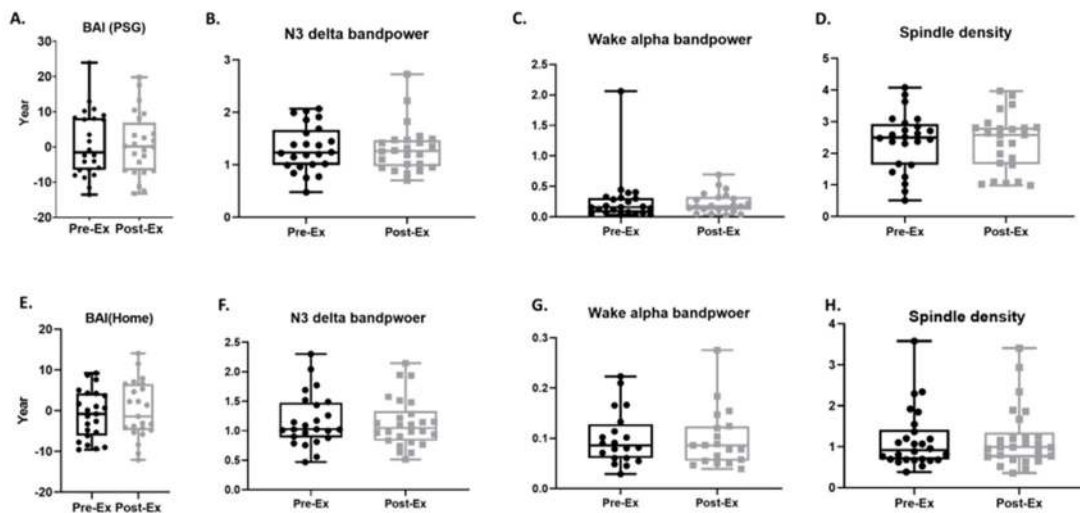 A.
BAI (PSG)
Year
30
20
10
0
-10
-20
Pre-Ex Post-Ex
B.
N3 delta bandpower
3
2
1
0
Pre-Ex Post-Ex
C.
Wake alpha bandpower
2.5
2.0
1.5
1.0
0.5
0.0
Pre-Ex Post-Ex
D.
Spindle density
5
4
3
2
1
0
Pre-Ex Post-Ex
E.
BAI(Home)
Year
20
10
0
-10
-20
Pre-Ex Post-Ex
F.
N3 delta bandpwoer
2.5
2.0
1.5
1.0
0.5
0.0
Pre-Ex Post-Ex
G.
Wake alpha bandpwoer
0.3
0.2
0.1
0.0
Pre-Ex Post-Ex
H.
Spindle density
4
3
2
1
0
Pre-Ex Post-Ex